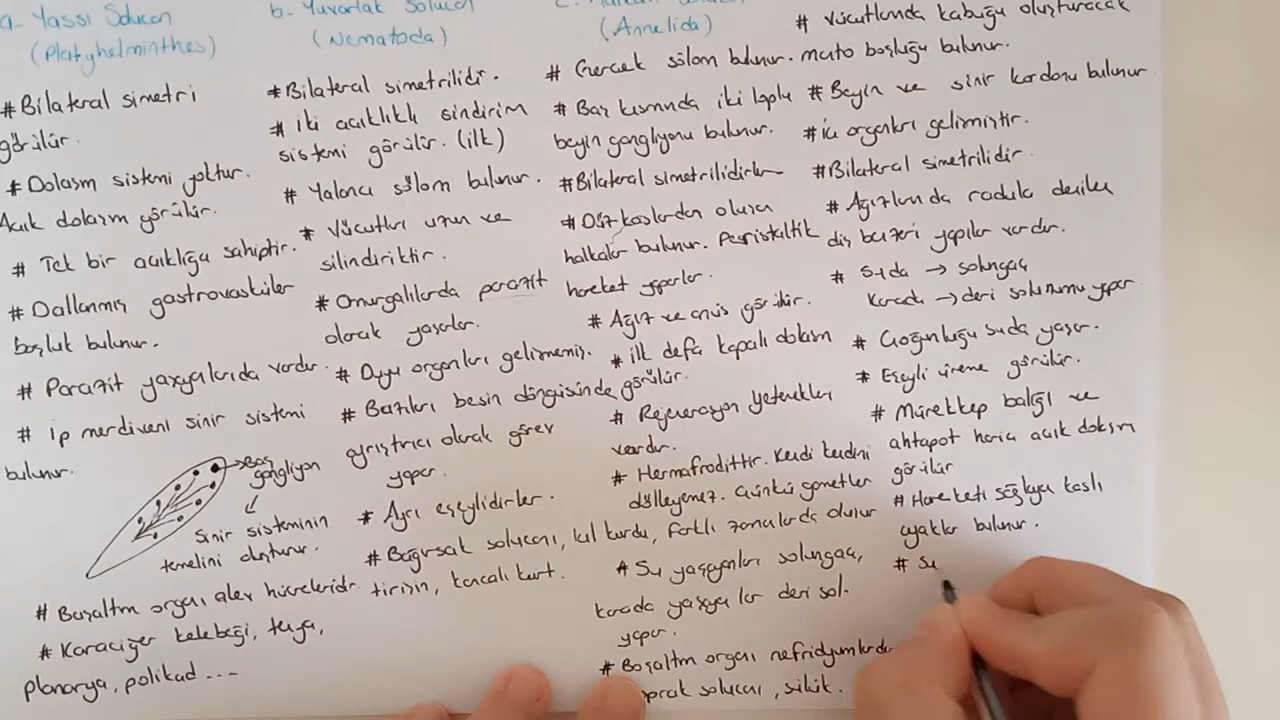 a- Yassı Solucan
(Platyhelminthes)
#Bilateral simetri
görülür.
# Dolaşım sistemi yoktur.
Açık dolaşım görülür.
# Tek bir açıklığa sahiptir.
# Dallanmış gastrovasküler
boşluk bulunur.
# Parazit yaşayanlarıda vardır.
# ip merdiveni sinir sistemi
bulunur.
Baş
gangliyon
Sinir sisteminin
temelini oluşturur.
# Boşaltım organı alev hücreleridir.
# Karaciğer kelebeği, tenya,
planarya, polikad ...
b- Yuvarlak Solucan
(Nematoda)
#Bilateral simetrilidir.
# iki açıklıklı sindirim
sistemi görülür. (ilk)
# Yalancı sölom bulunur.
# Vücutları uzun ve
silindiriktir.
# Omurgalılarda parazit
olarak yaşarlar.
# Duyu organları gelişmemiş.
# Bazıları besin döngüsünde
ayrıştırıcı olarak görev
yapar.
# Ayrı eşeylidirler.
# Bağırsak solucanı, kıl kurdu,
tirişin, kancalı kurt.
(Annelida)
# Gerçek sölom bulunur.
# Baş kısmında iki loplu
beyin gangliyonu bulunur.
#Bilateral simetrilidirler
# Düz kaslardan oluşan
halkalar bulunur. Peristaltik
hareket yaparlar.
# Ağız ve anüs görülür.
# ilk defa kapalı dolaşım
görülür.
# Rejenerasyon yetenekleri
vardır.
# Hermafrodittir. Kendi kendini
dölleyemez. Çünkü gametler
farklı zamanlarda oluşur
# Su yaşayanları solungaç,
karada yaşayanlar deri sol.
yapar.
# Boşaltım organı nefridyumlardır
solucanı, sülük.
# Vücutlarında kabuğu oluşturacak
manto boşluğu bulunur.
# Beyin ve sinir kordonu bulunur
# iç organları gelişmiştir.
#Bilateral simetrilidir.
# Ağızlarında radula denilen
diş benzeri yapılar vardır.
# Suda → solungaç
Karada → deri solunumu yapar
# Çoğunluğu suda yaşar.
# Eşeyli üreme görülür.
# Mürekkep balığı ve
ahtapot hariç açık dolaşım
görülür
# Hareketi sağlayan kaslı
ayaklar bulunur.
# Su